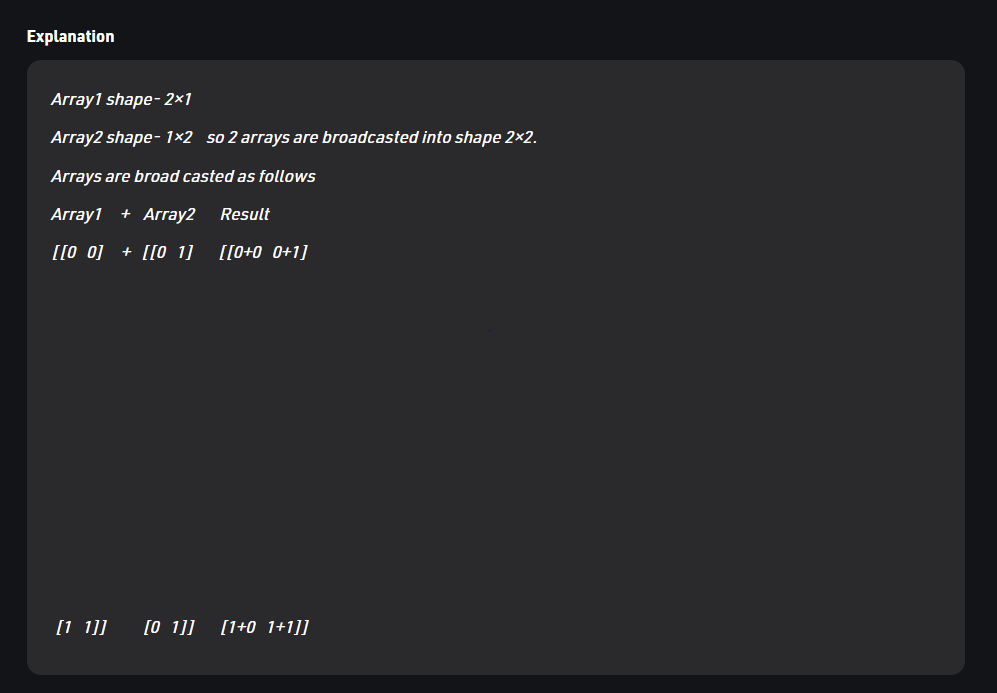 Explanation
Array1 shape- 2×1
Array2 shape- 1×2 so 2 arrays are broadcasted into shape 2×2.
Arrays are broad casted as follows
Array1 + Array2 Result
[[0 0] + [[0 1] [[0+0 0+1]
[1 1]] [0 1]] [1+0 1+1]]